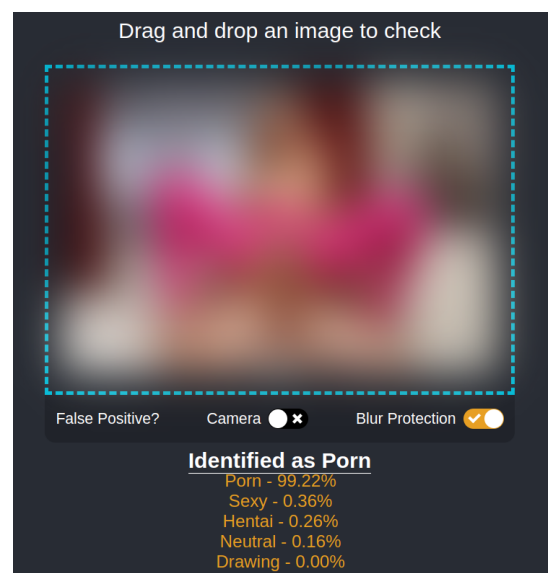 Drag and drop an image to check
False Positive? Camera Blur Protection
Identified as Porn
Porn - 99.22%
Sexy - 0.36%
Hentai - 0.26%
Neutral - 0.16%
Drawing - 0.00%